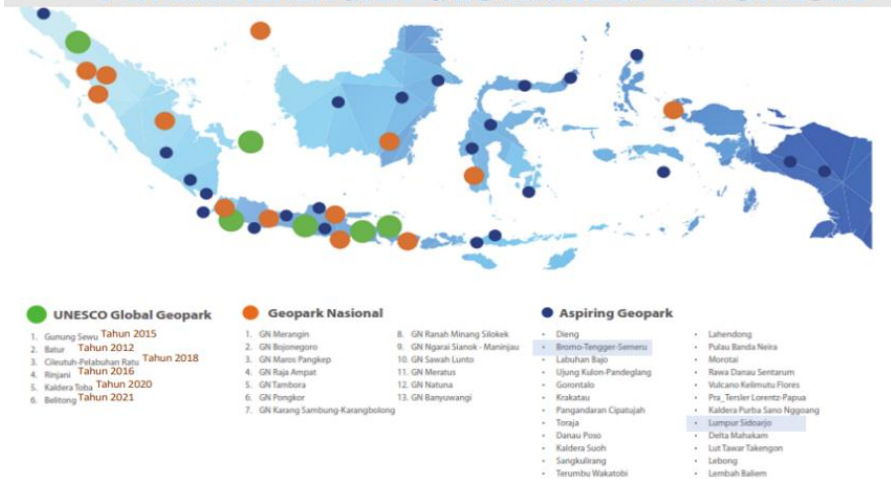 UNESCO Global Geopark
1. Gunung Sewu Tahun 2015
2. Batur Tahun 2012
3. Cileutuh-Pelabuhan Ratu Tahun 2018
4. Rinjani Tahun 2016
5. Kaldera Toba Tahun 2020
6. Belitong Tahun 2021
Geopark Nasional
1. GN Merangin
2. GN Bojonegoro
3. GN Maros Pangkep
4. GN Raja Ampat
5. GN Tambora
6. GN Pongkor
7. GN Karang Sambung-Karangbolong
8. GN Ranah Minang Silokek
9. GN Ngarai Sianok - Maninjau
10. GN Sawah Lunto
11. GN Meratus
12. GN Natuna
13. GN Banyuwangi
Aspiring Geopark
• Dieng
• Bromo-Tengger-Semeru
• Labuhan Bajo
• Ujung Kulon-Pandeglang
• Gorontalo
• Krakatau
• Pangandaran Cipatujah
• Toraja
• Danau Poso
• Kaldera Suoh
• Sangkulirang
• Terumbu Wakatobi
• Lahendong
• Pulau Banda Neira
• Morotai
• Rawa Danau Sentarum
• Vulcano Kelimutu Flores
• Pra_Tersler Lorentz-Papua
• Kaldera Purba Sano Nggoang
• Lumpur Sidoarjo
• Delta Mahakam
• Lut Tawar Takengon
• Lebong
• Lembah Baliem